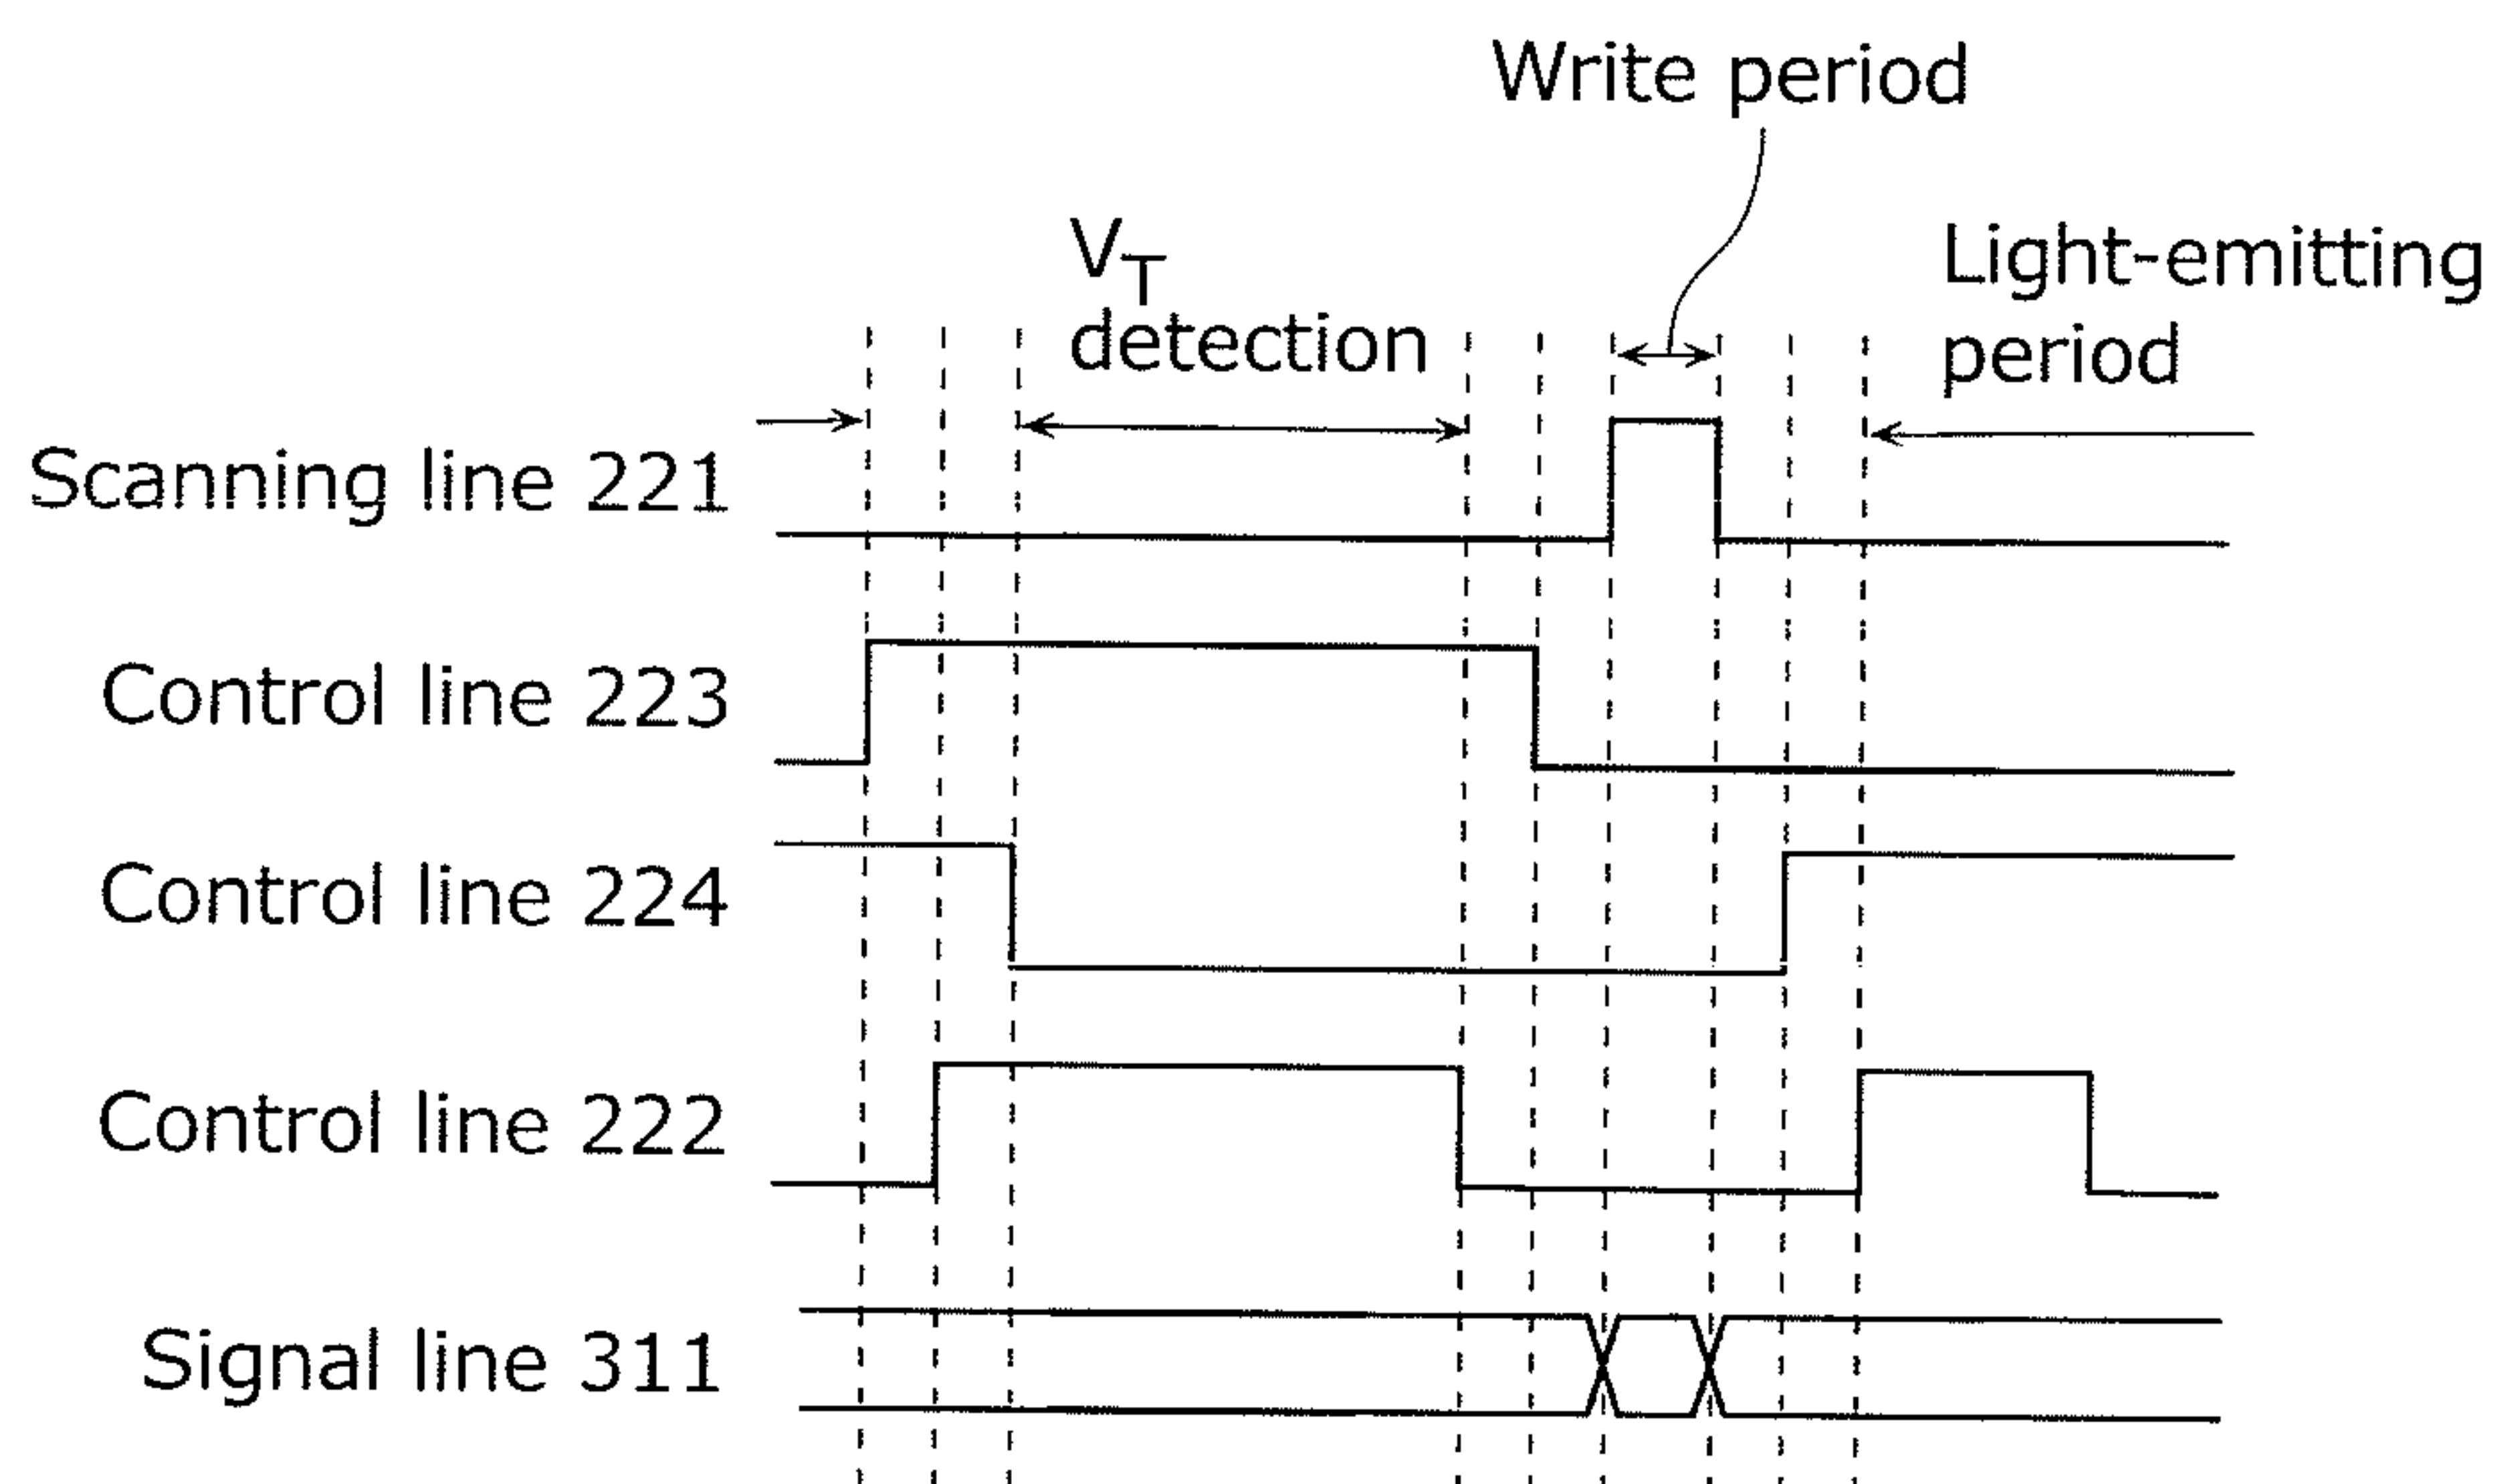 Write period
V_T
detection
Light-emitting
period
Scanning line 221
Control line 223
Control line 224
Control line 222
Signal line 311